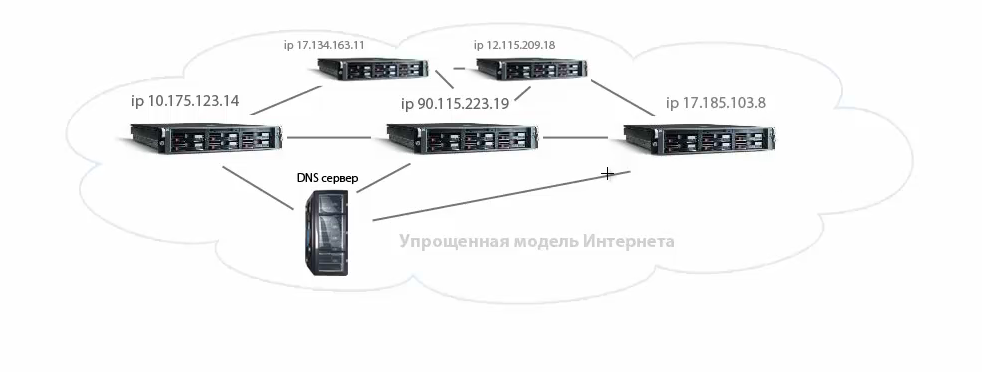 ip 17.134.163.11
ip 12.115.209.18
ip 10.175.123.14
ip 90.115.223.19
ip 17.185.103.8
DNS сервер
Упрощенная модель Интернета